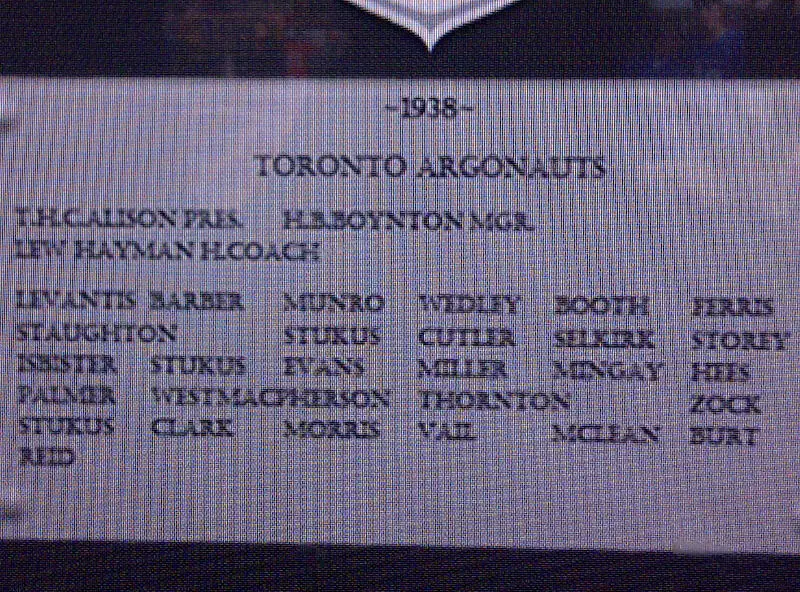 ~1938~
TORONTO ARGONAUTS
T.H.C.ALISON PRES. H.B.BOYNTON MGR.
LEW HAYMAN H.COACH
LEVANTIS BARBER MUNRO WEDLEY BOOTH FERRIS
STAUGHTON STUKUS CUTLER SELKIRK STOREY
ISBISTER STUKUS EVANS MILLER MINGAY HEES
PALMER WESTMACPHERSON THORNTON ZOCK
STUKUS CLARK MORRIS VAIL MCLEAN BURT
REID